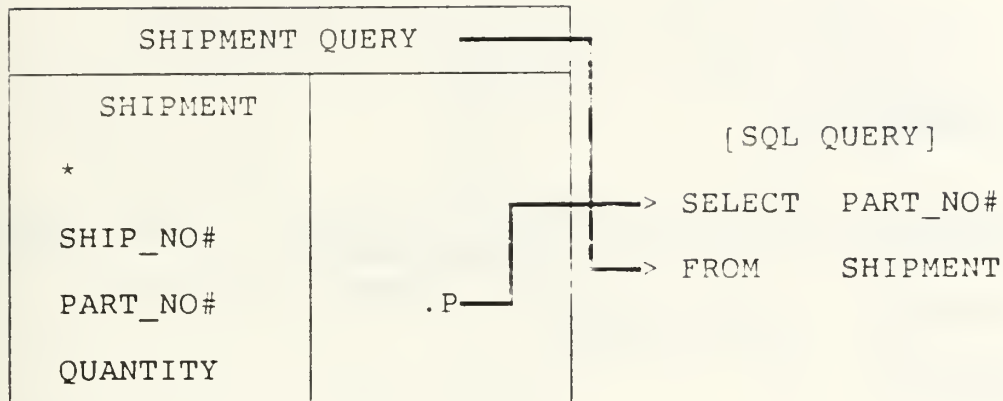 SHIPMENT QUERY
SHIPMENT
*
SHIP_NO#
PART_NO# .P
QUANTITY
[SQL QUERY]
> SELECT PART_NO#
> FROM SHIPMENT